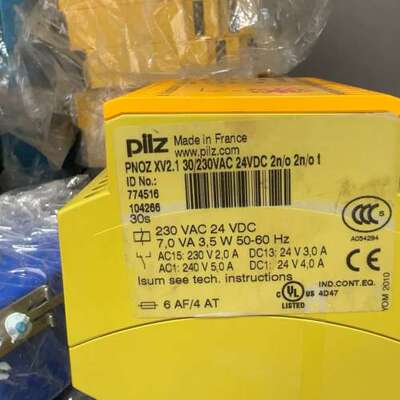 pilz Made in France
www.pilz.com
PNOZ XV2.1 30/230VAC 24VDC 2n/o 2n/o t
ID No.:
774516
104266
30s
CCC
A054294
230 VAC 24 VDC
7,0 VA 3,5 W 50-60 Hz
AC15: 230 V 2,0 A DC13: 24 V 3,0 A
AC1: 240 V 5,0 A DC1: 24 V 4,0 A
Isum see tech. instructions
6 AF/4 AT
C UL US
LISTED
IND.CONT.EQ.
4D47
YOM 2010